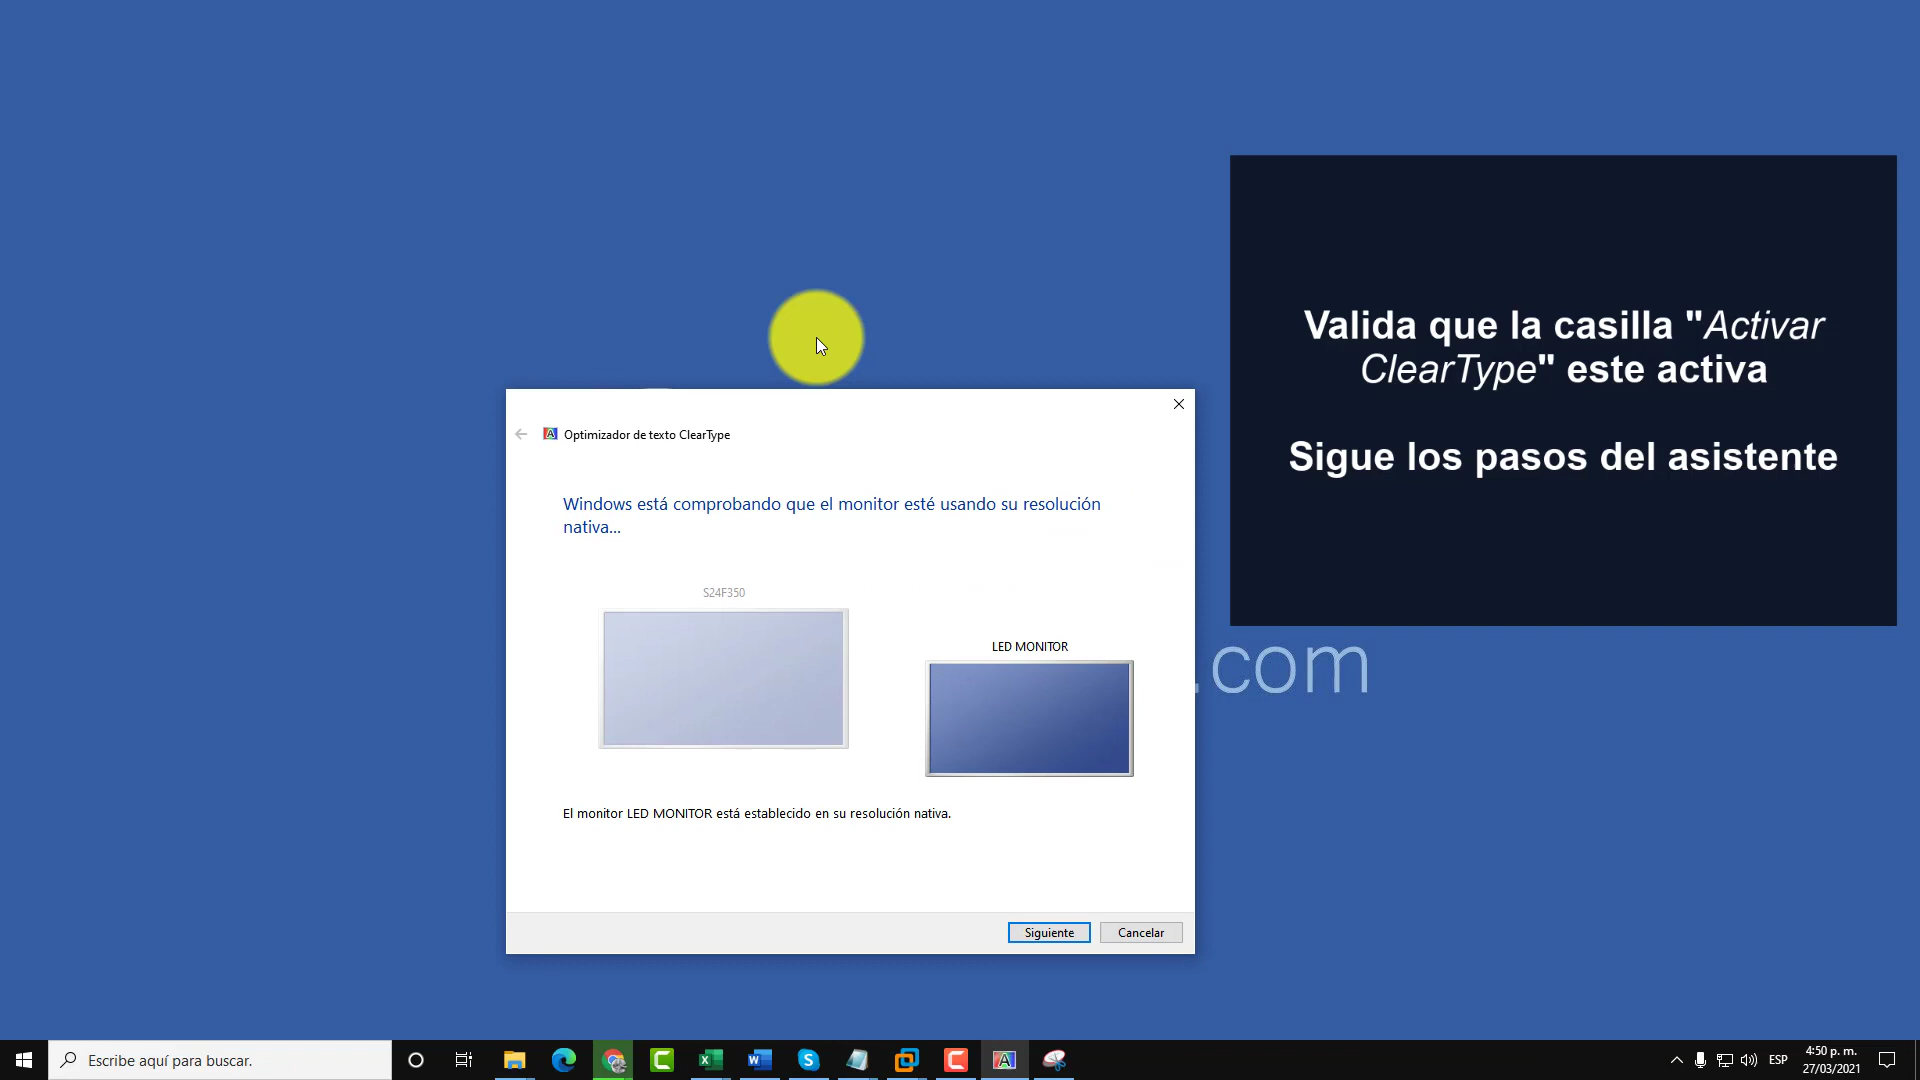 Valida que la casilla "Activar
ClearType" este activa
Sigue los pasos del asistente
Optimizador de texto ClearType
Windows está comprobando que el monitor esté usando su resolución
nativa...
S24F350
LED MONITOR
.com
El monitor LED MONITOR está establecido en su resolución nativa.
Siguiente
Cancelar
Escribe aquí para buscar.
ESP
4:50 p. m.
27/03/2021